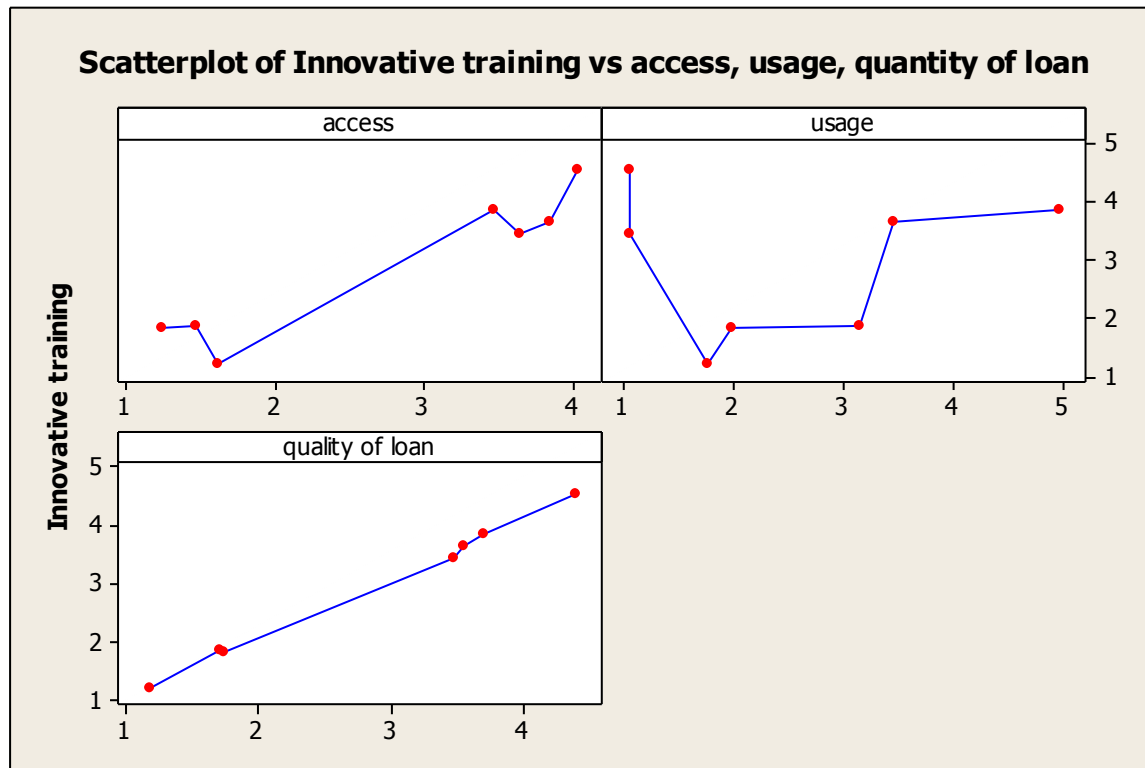 Scatterplot of Innovative training vs access, usage, quantity of loan
access
usage
5
4
3
2
1
1 2 3 4
1 2 3 4 5
quality of loan
Innovative training
5
4
3
2
1
1 2 3 4